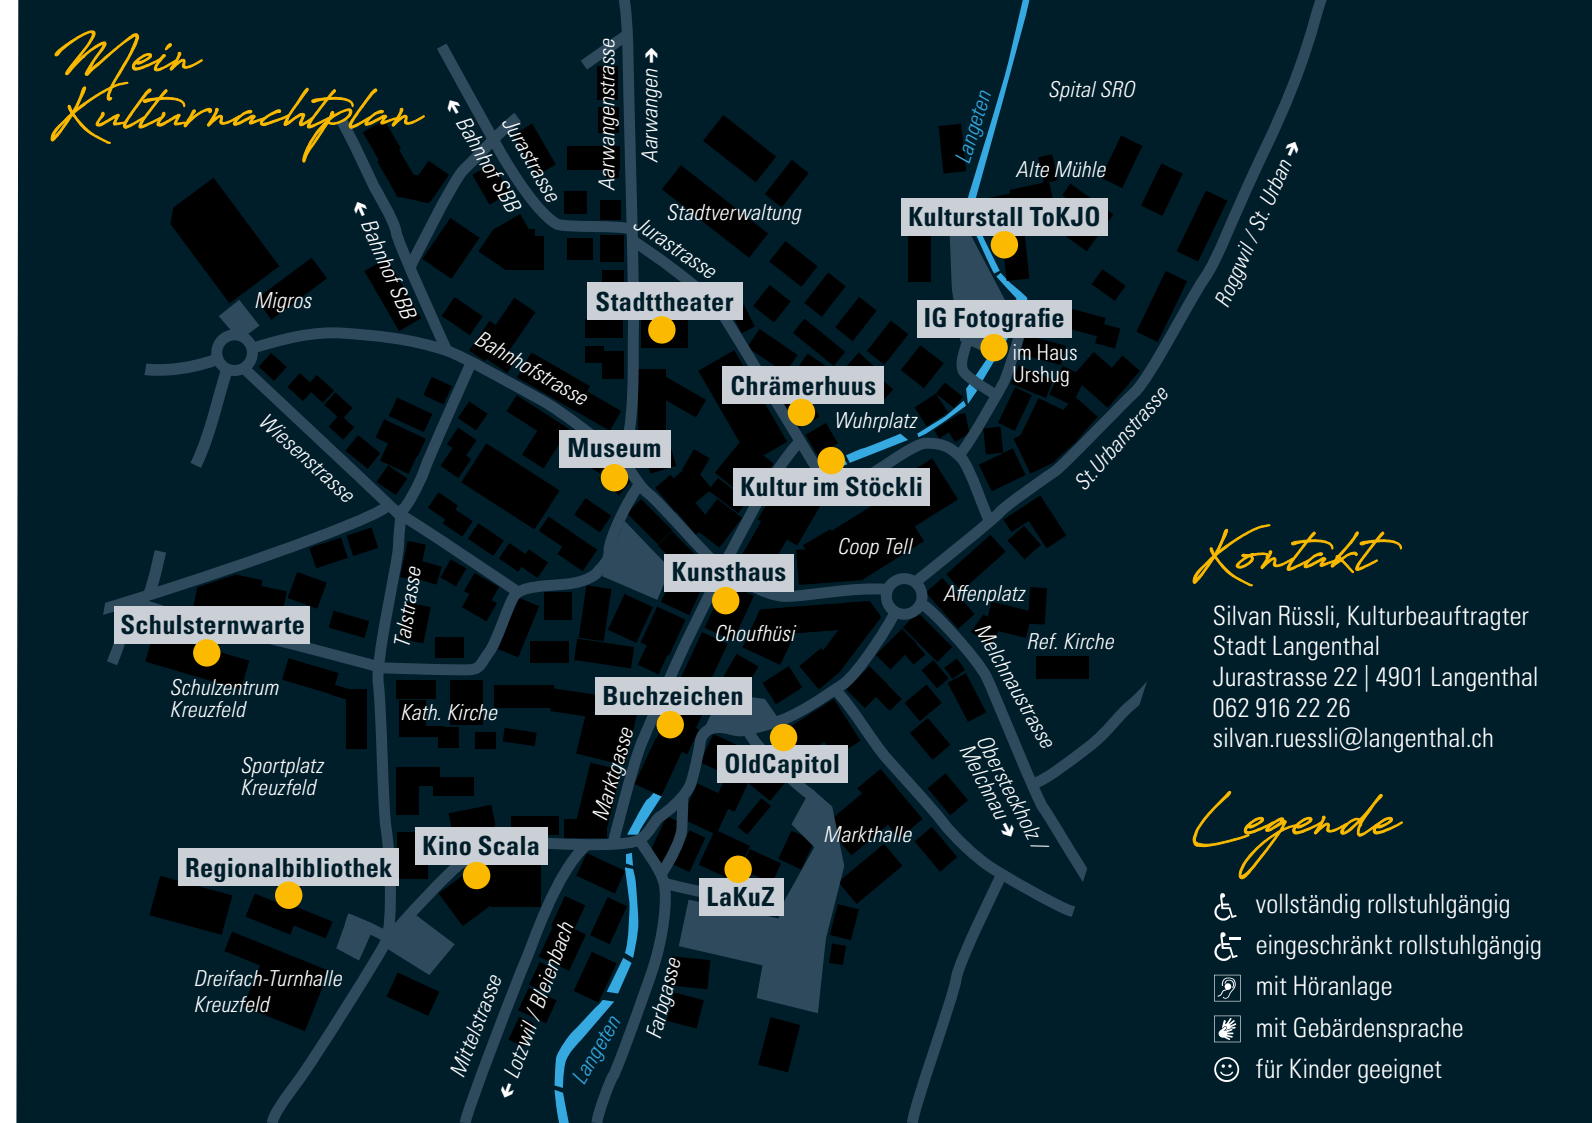 Mein
Kulturnachtplan
Aarwangenstrasse
Aarwangen
Jurastrasse
Bahnhof SBB
Bahnhof SBB
Langeten
Spital SRO
Alte Mühle
Roggwil / St. Urban
Stadtverwaltung
Jurastrasse
Kulturstall ToKJO
Migros
Stadttheater
IG Fotografie
im Haus
Urshug
Bahnhofstrasse
Chrämerhuus
Wuhrplatz
Wiesenstrasse
Museum
St.Urbanstrasse
Kultur im Stöckli
Coop Tell
Kunsthaus
Affenplatz
Talstrasse
Schulsternwarte
Choufhüsi
Melchnaustrasse
Ref. Kirche
Schulzentrum
Kreuzfeld
Kath. Kirche
Buchzeichen
Marktgasse
OldCapitol
Obersteckholz /
Melchnau
Sportplatz
Kreuzfeld
Kino Scala
Markthalle
Regionalbibliothek
LaKuZ
Dreifach-Turnhalle
Kreuzfeld
Mittelstrasse
Lotzwil / Bleienbach
Langeten
Farbgasse
Kontakt
Silvan Rüssli, Kulturbeauftragter
Stadt Langenthal
Jurastrasse 22 | 4901 Langenthal
062 916 22 26
silvan.ruessli@langenthal.ch
Legende
vollständig rollstuhlgängig
eingeschränkt rollstuhlgängig
mit Höranlage
mit Gebärdensprache
für Kinder geeignet